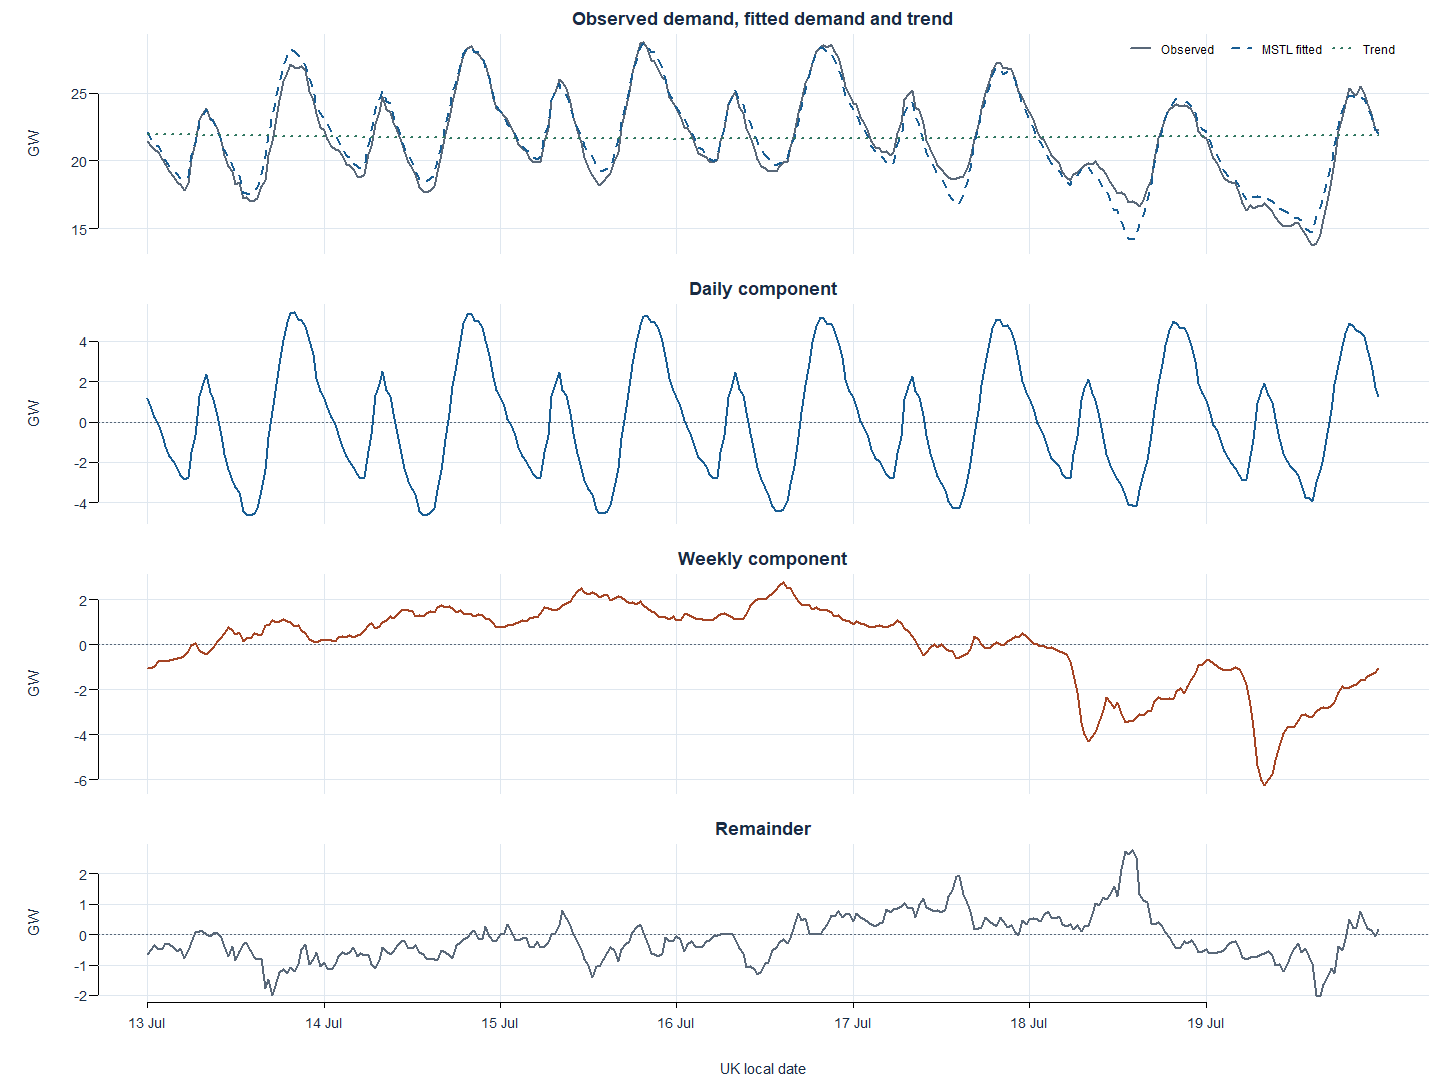 Observed demand, fitted demand and trend
Observed MSTL fitted Trend
25
20
15
GW
Daily component
4
2
0
-2
-4
GW
Weekly component
2
0
-2
-4
-6
GW
Remainder
2
1
0
-1
-2
GW
13 Jul 14 Jul 15 Jul 16 Jul 17 Jul 18 Jul 19 Jul
UK local date